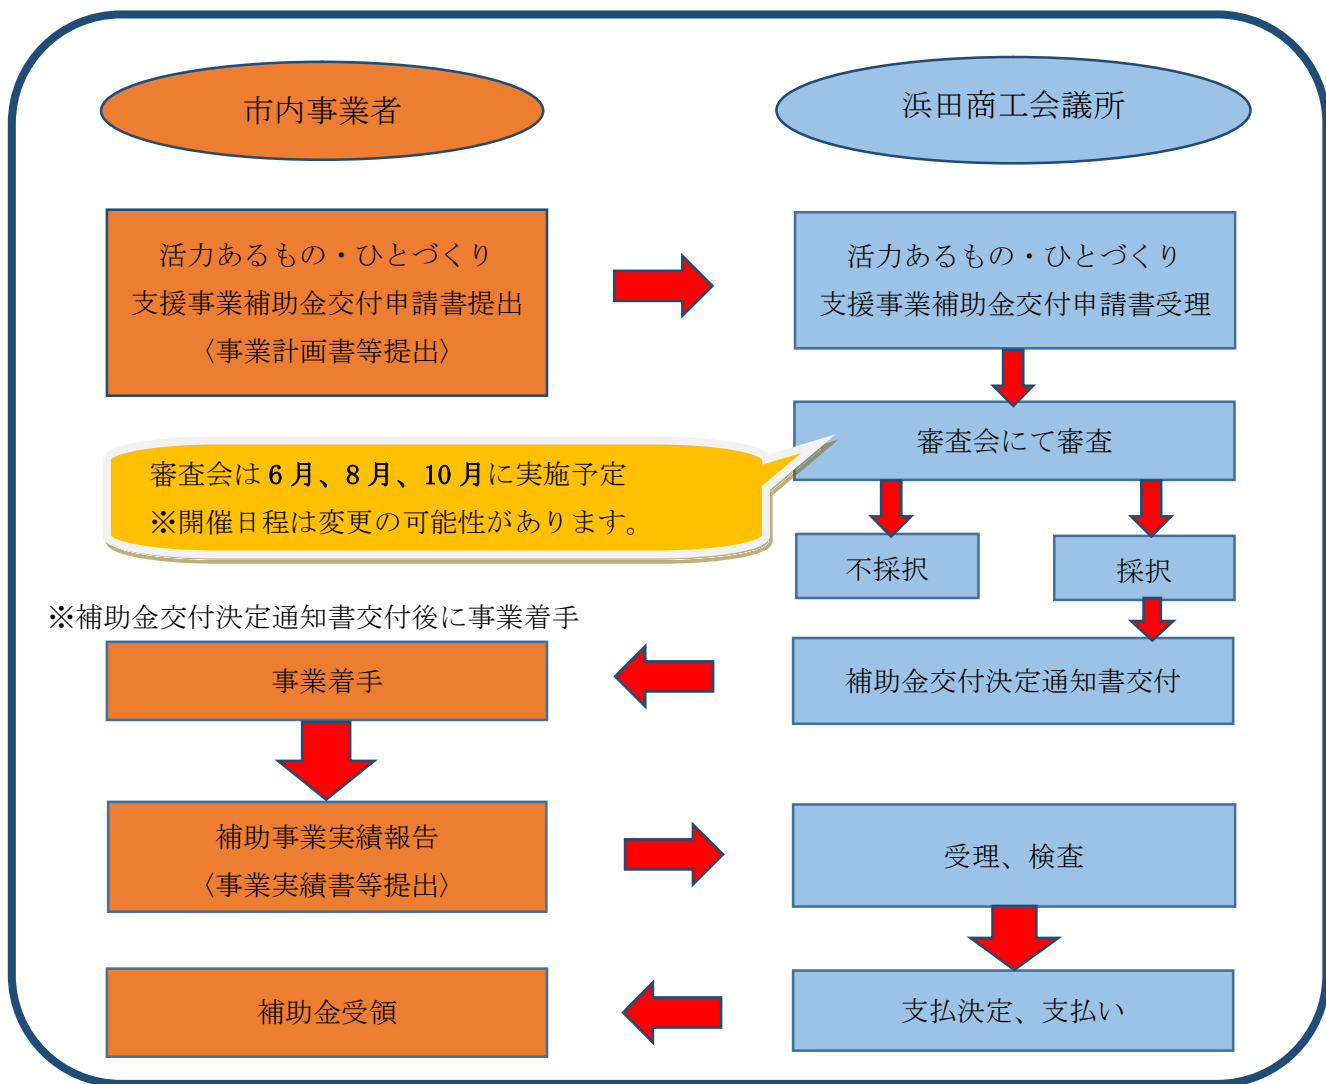 市内事業者
浜田商工会議所
活力あるもの・ひとづくり
支援事業補助金交付申請書提出
〈事業計画書等提出〉
活力あるもの・ひとづくり
支援事業補助金交付申請書受理
審査会にて審査
審査会は6月、8月、10月に実施予定
※開催日程は変更の可能性があります。
不採択
採択
※補助金交付決定通知書交付後に事業着手
事業着手
補助金交付決定通知書交付
補助事業実績報告
〈事業実績書等提出〉
受理、検査
補助金受領
支払決定、支払い